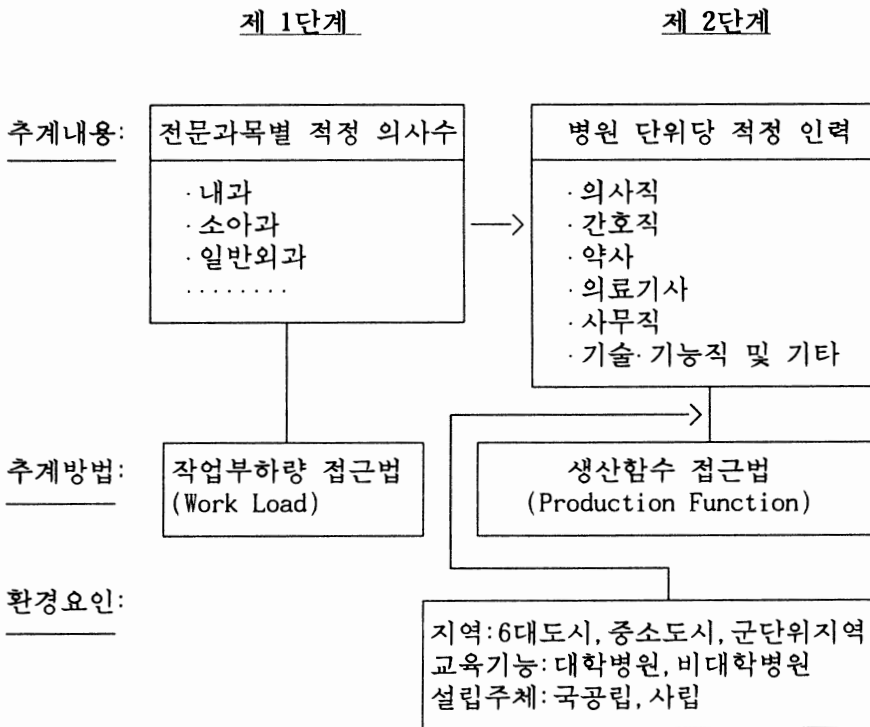 제 1단계
제 2단계
추계내용:
전문과목별 적정 의사수
· 내과
· 소아과
· 일반외과
· · · · · · · ·
병원 단위당 적정 인력
· 의사직
· 간호직
· 약사
· 의료기사
· 사무직
· 기술· 기능직 및 기타
추계방법:
작업부하량 접근법
(Work Load)
생산함수 접근법
(Production Function)
환경요인:
지역: 6대도시, 중소도시, 군단위지역
교육기능: 대학병원, 비대학병원
설립주체: 국공립, 사립